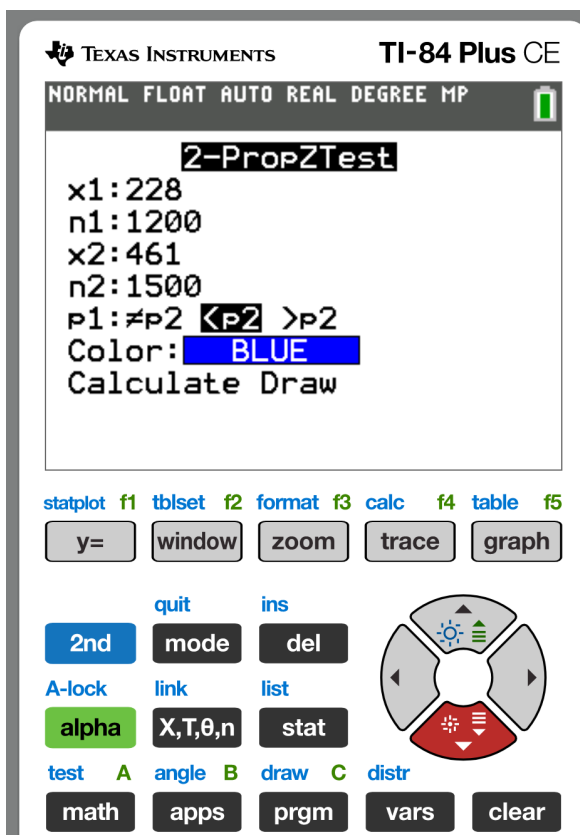 TEXAS INSTRUMENTS TI-84 Plus CE
NORMAL FLOAT AUTO REAL DEGREE MP
2-PropZTest
x1:228
n1:1200
x2:461
n2:1500
p1:≠p2 <p2 >p2
Color: BLUE
Calculate Draw
statplot f1 tblset f2 format f3 calc f4 table f5
y= window zoom trace graph
quit ins
2nd mode del
A-lock link list
alpha X,T,θ,n stat
test A angle B draw C distr
math apps prgm vars clear